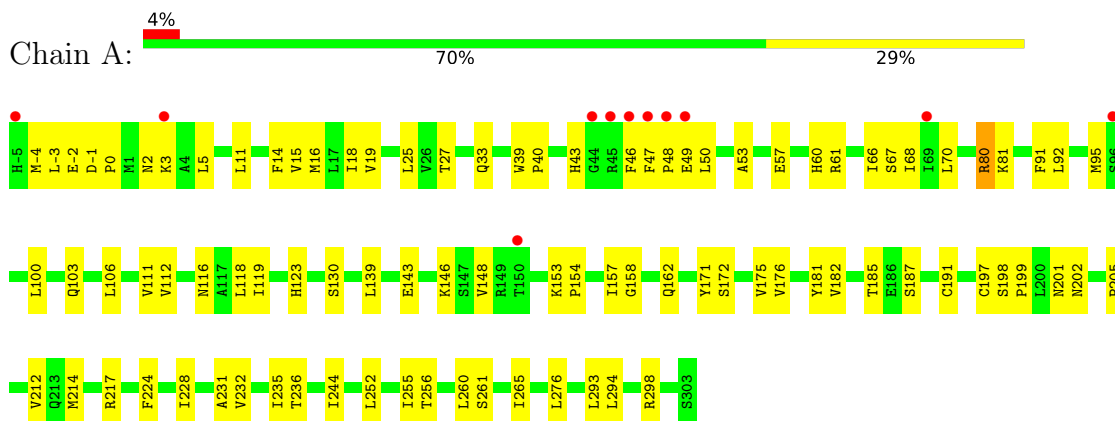 4%
Chain A:
70% 29%
H-5 M-4 L-3 E-2 D-1 P0 M1 N2 K3 A4 L5 L11 F14 V15 M16 L17 I18 V19 L25 V26 T27 Q33 W39 P40 H43 G44 R45 F46 F47 P48 E49 L50 A53 E57 H60 R61 I66 S67 I68 I69 L70 R80 K81 F91 L92 M95 S96
L100 Q103 L106 V111 V112 N116 A117 L118 I119 H123 S130 L139 E143 K146 S147 V148 R149 T150 K153 P154 I157 G158 Q162 Y171 S172 V175 V176 Y181 V182 T185 E186 S187 C191 C197 S198 P199 L200 N201 N202
V212 Q213 M214 R217 F224 I228 A231 V232 I235 T236 I244 L252 I255 T256 L260 S261 I265 L276 L293 L294 R298 S303